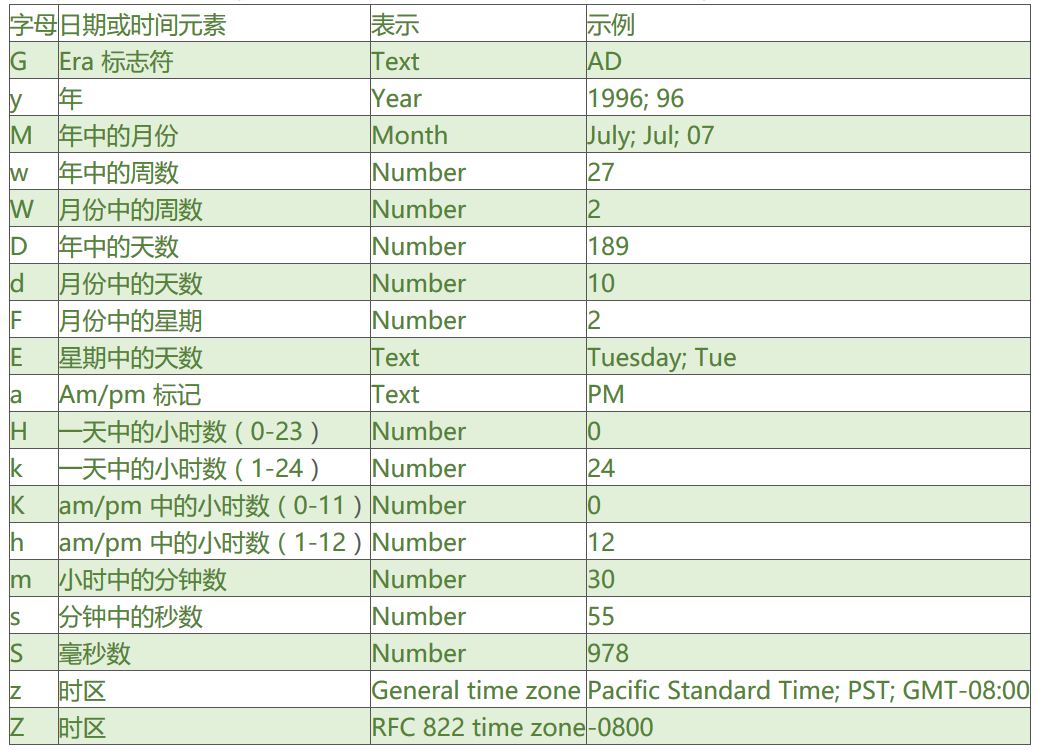 字母 日期或时间元素 表示 示例
G Era 标志符 Text AD
y 年 Year 1996; 96
M 年中的月份 Month July; Jul; 07
w 年中的周数 Number 27
W 月份中的周数 Number 2
D 年中的天数 Number 189
d 月份中的天数 Number 10
F 月份中的星期 Number 2
E 星期中的天数 Text Tuesday; Tue
a Am/pm 标记 Text PM
H 一天中的小时数（0-23） Number 0
k 一天中的小时数（1-24） Number 24
K am/pm 中的小时数（0-11） Number 0
h am/pm 中的小时数（1-12） Number 12
m 小时中的分钟数 Number 30
s 分钟中的秒数 Number 55
S 毫秒数 Number 978
z 时区 General time zone Pacific Standard Time; PST; GMT-08:00
Z 时区 RFC 822 time zone -0800